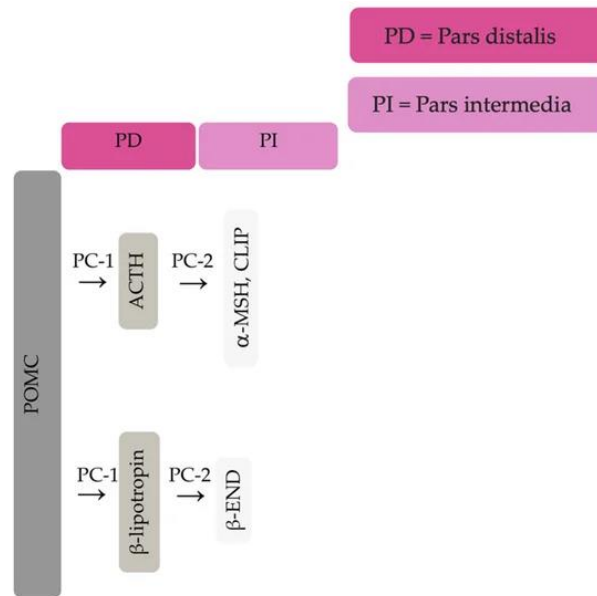 PD = Pars distalis
PI = Pars intermedia
PD
PI
POMC
PC-1
→
ACTH
PC-2
→
α-MSH, CLIP
PC-1
→
β-lipotropin
PC-2
→
β-END